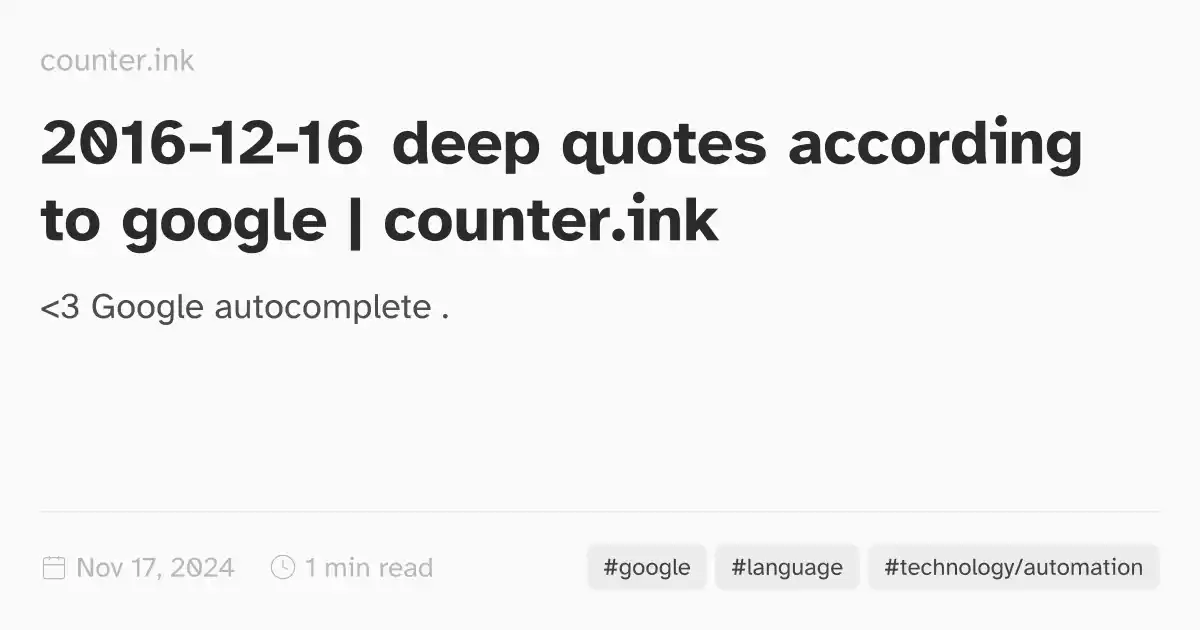 counter.ink
2016-12-16 deep quotes according
to google | counter.ink
<3 Google autocomplete .
Nov 17, 2024 1 min read #google #language #technology/automation